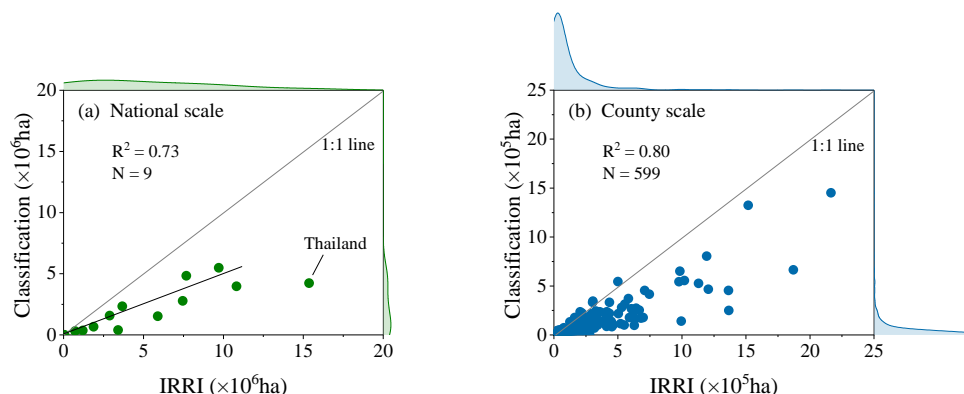 (a) National scale
R² = 0.73
N = 9
1:1 line
Thailand
Classification (×10⁶ha)
20
15
10
5
0
0 5 10 15 20
IRRI (×10⁶ha)
(b) County scale
R² = 0.80
N = 599
1:1 line
Classification (×10⁵ha)
25
20
15
10
5
0
0 5 10 15 20 25
IRRI (×10⁵ha)